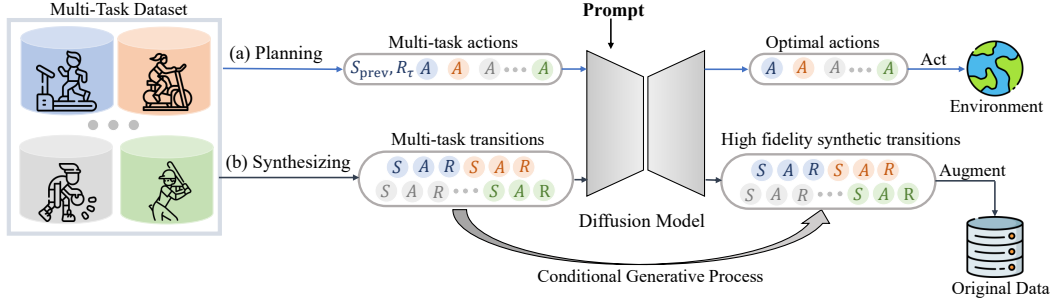 Multi-Task Dataset
(a) Planning
(b) Synthesizing
Multi-task actions
S_prev, R_τ A A A ••• A
Multi-task transitions
S A R S A R
S A R ••• S A R
Prompt
Diffusion Model
Conditional Generative Process
Optimal actions
A A A ••• A
Act
Environment
High fidelity synthetic transitions
S A R S A R
S A R ••• S A R
Augment
Original Data